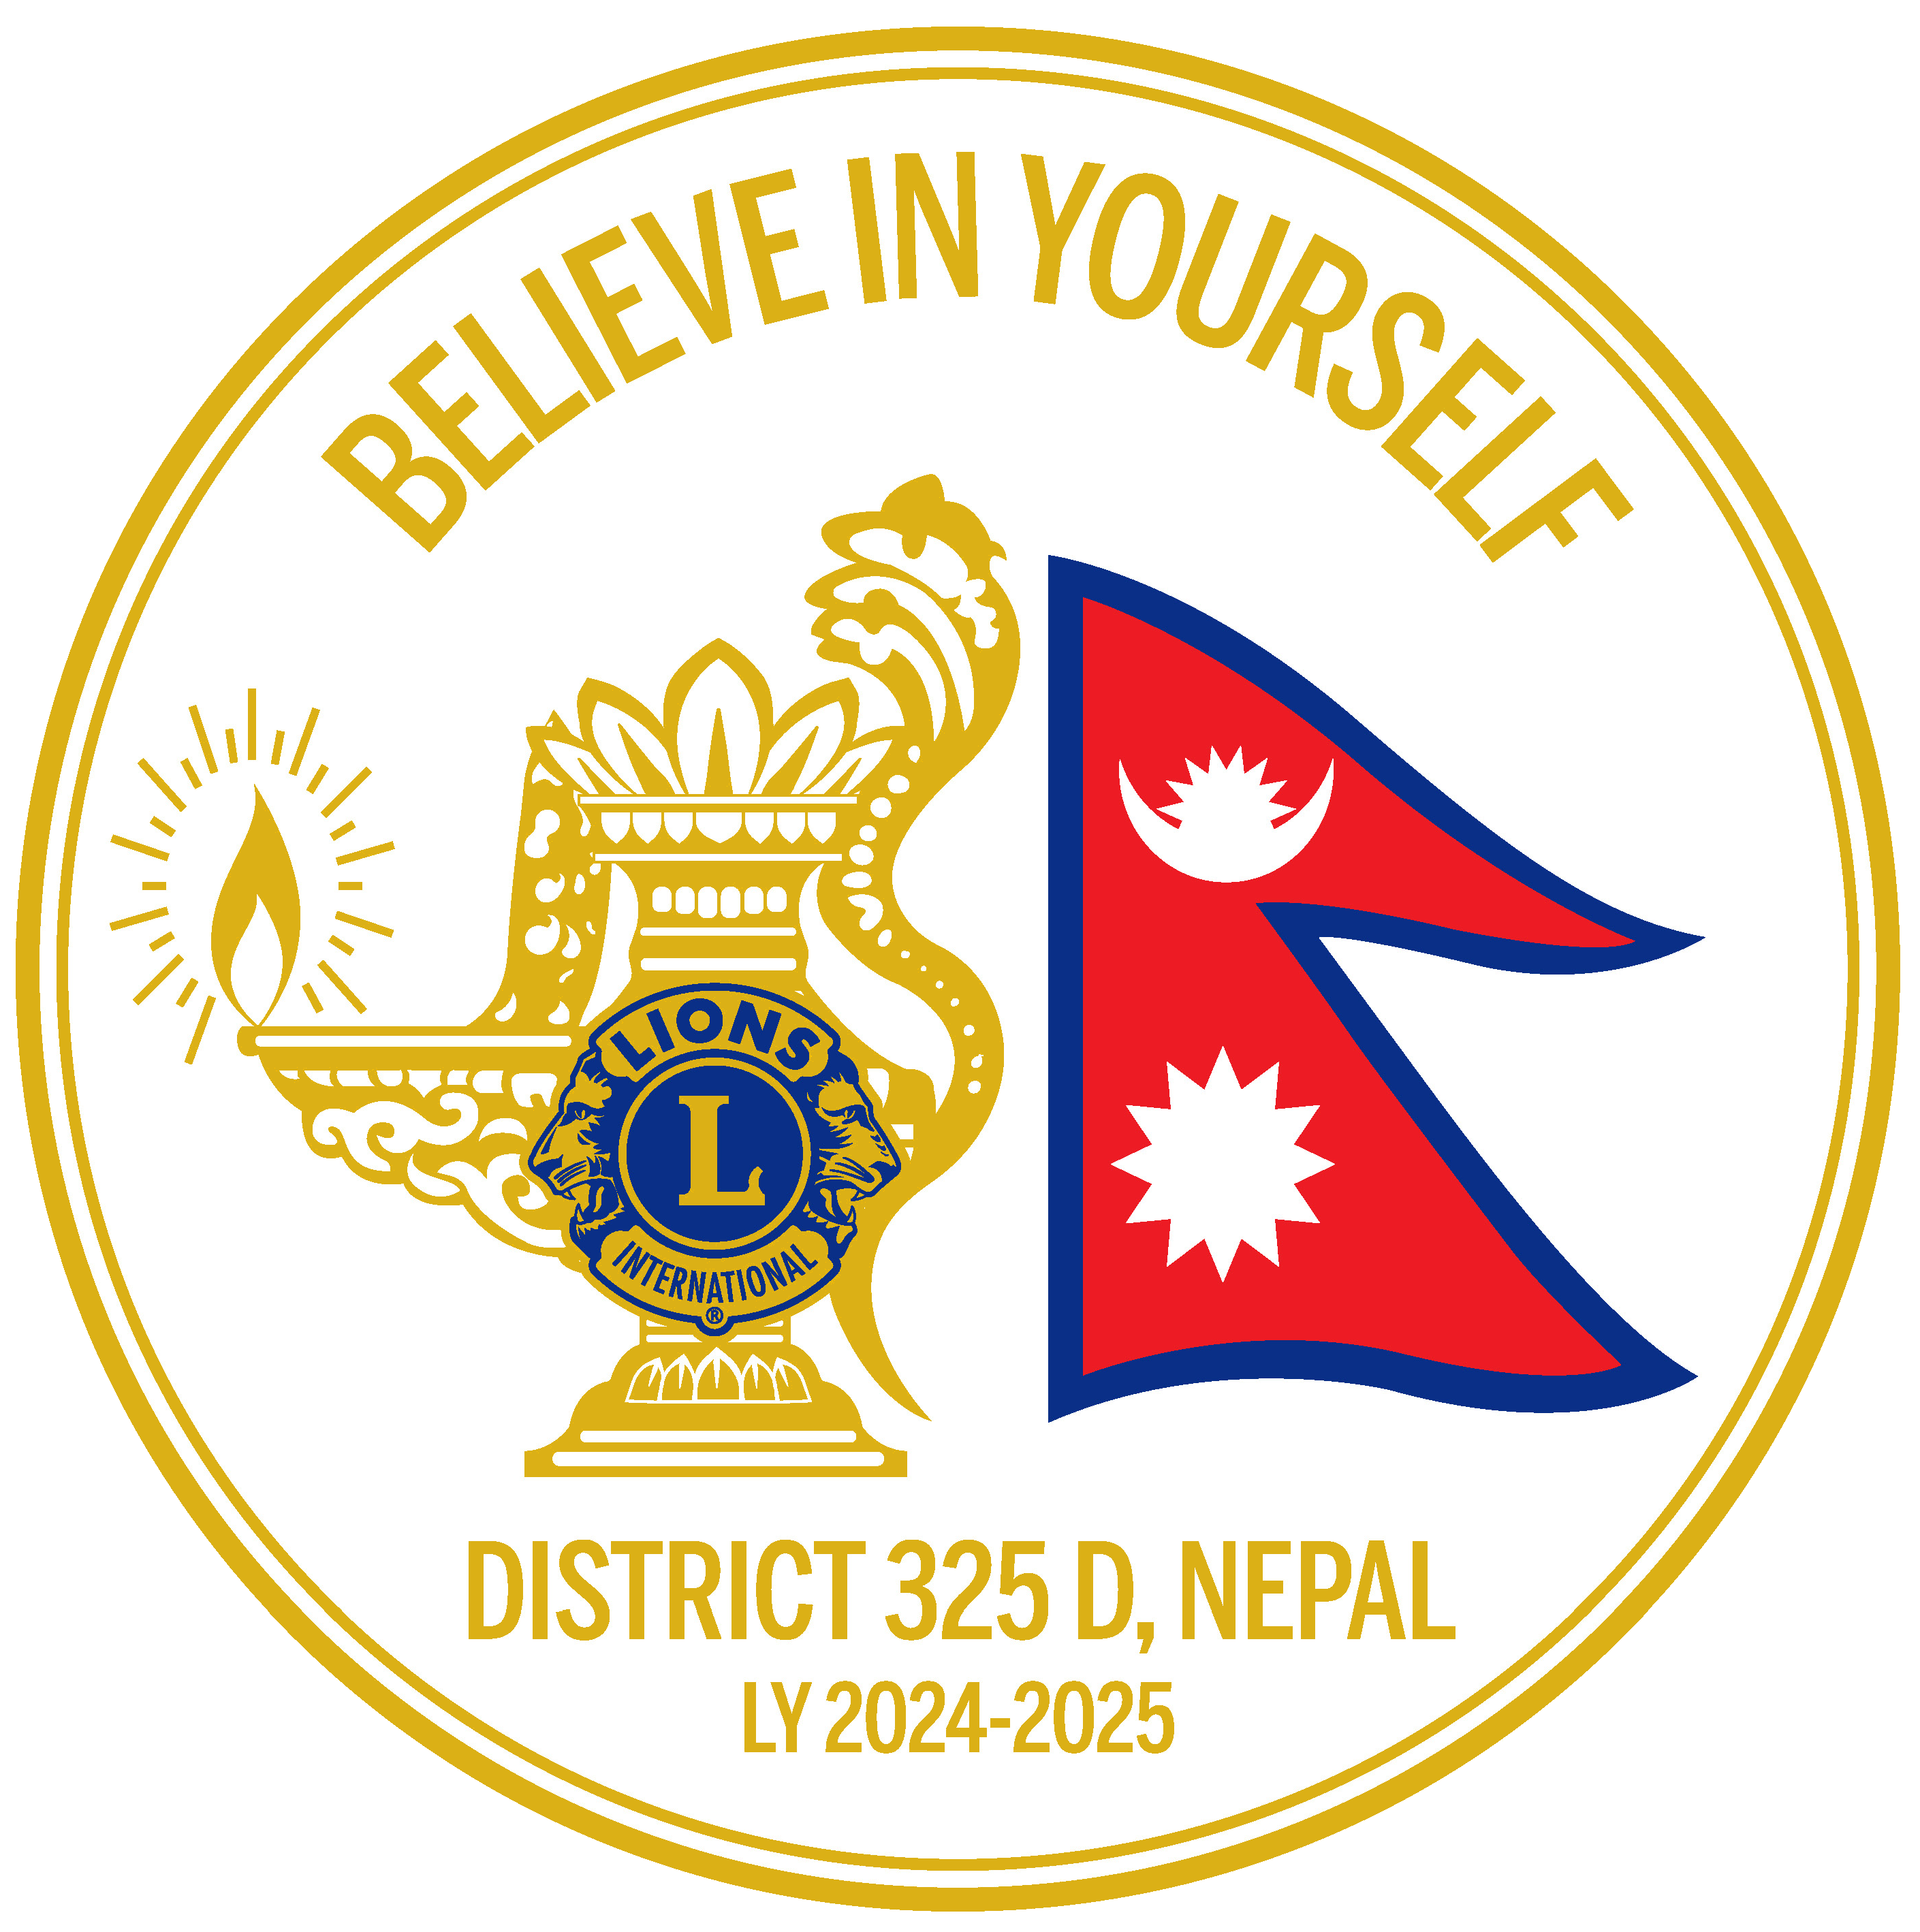 BELIEVE IN YOURSELF
LIONS
L
INTERNATIONAL
®
DISTRICT 325 D, NEPAL
LY 2024-2025